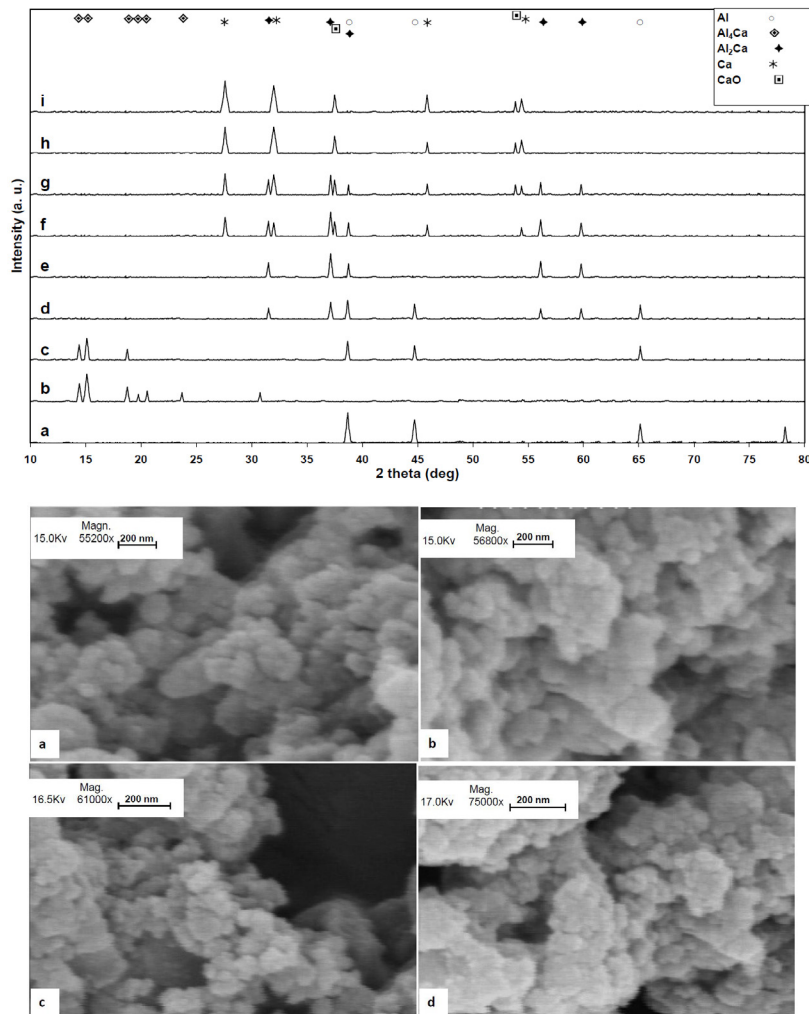 Al ○
Al₄Ca
Al₂Ca ✦
Ca ✳
CaO
Intensity (a. u.)
i
h
g
f
e
d
c
b
a
10 15 20 25 30 35 40 45 50 55 60 65 70 75 80
2 theta (deg)
Magn.
15.0Kv 55200x 200 nm
a
Mag.
15.0Kv 56800x 200 nm
b
Mag.
16.5Kv 61000x 200 nm
c
Mag.
17.0Kv 75000x 200 nm
d